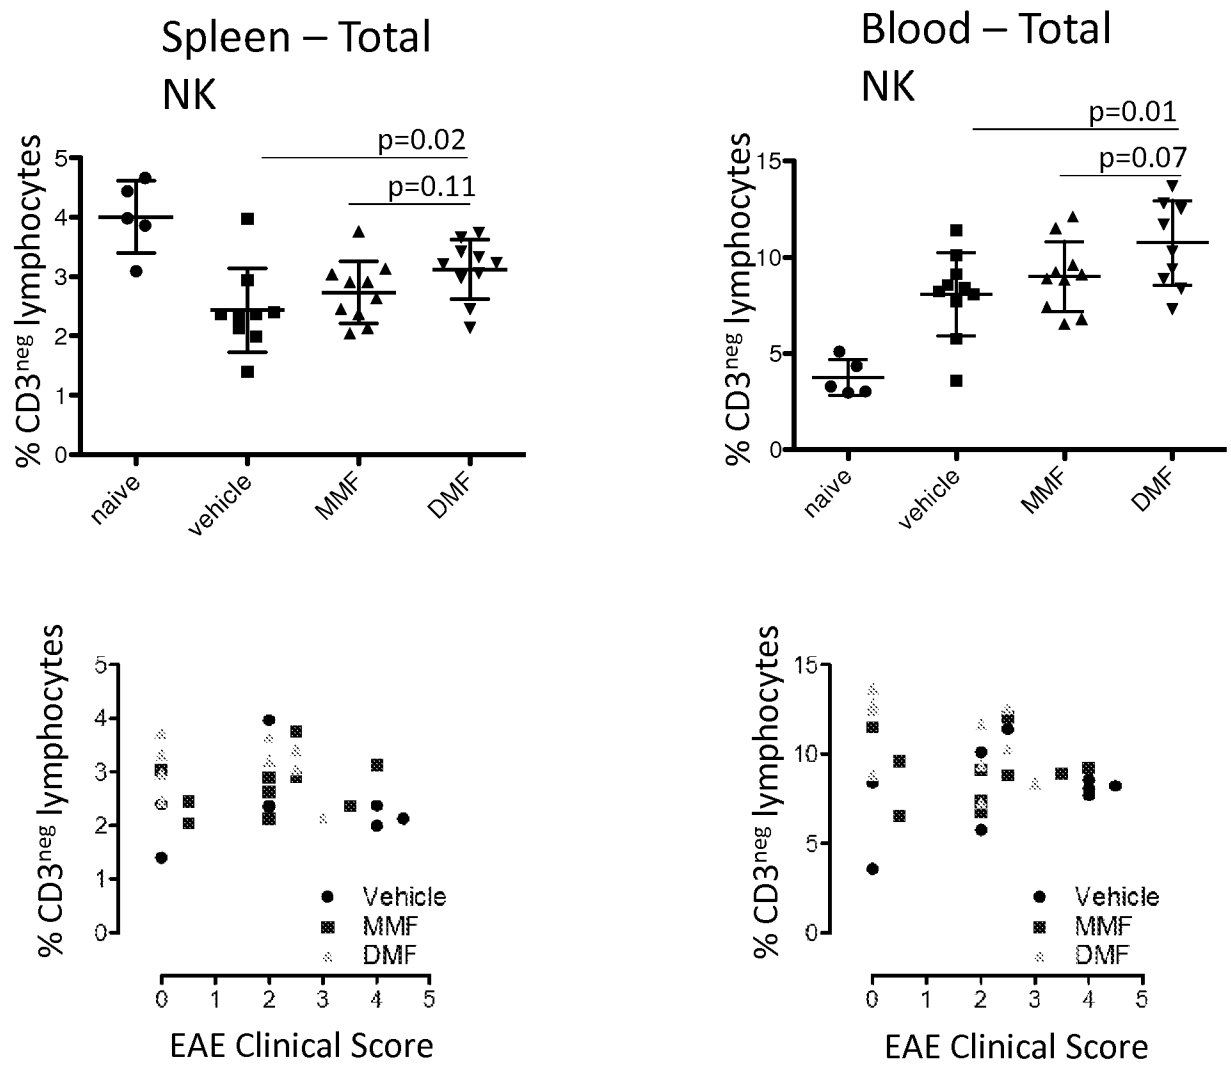 Spleen – Total
NK
p=0.02
p=0.11
% CD3neg lymphocytes
5
4
3
2
1
0
naive
vehicle
MMF
DMF
Blood – Total
NK
p=0.01
p=0.07
% CD3neg lymphocytes
15
10
5
0
naive
vehicle
MMF
DMF
% CD3neg lymphocytes
5
4
3
2
1
0
Vehicle
MMF
DMF
0 1 2 3 4 5
EAE Clinical Score
% CD3neg lymphocytes
15
10
5
0
Vehicle
MMF
DMF
0 1 2 3 4 5
EAE Clinical Score